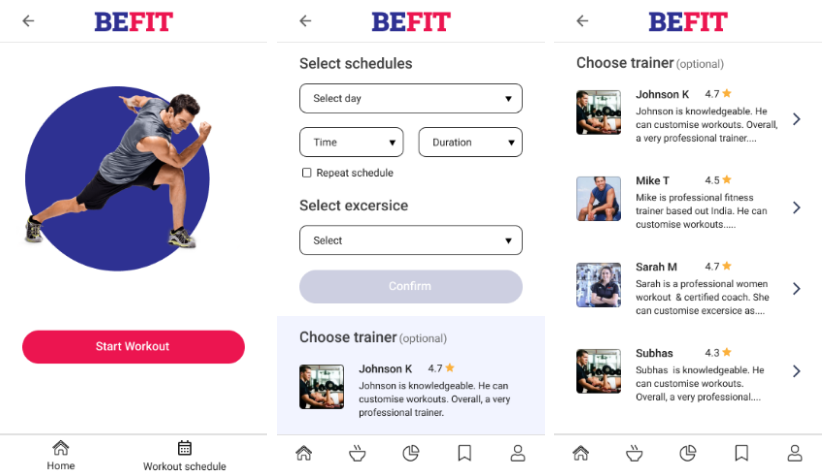 BEFIT
Start Workout
Home
Workout schedule
BEFIT
Select schedules
Select day
Time
Duration
Repeat schedule
Select excersice
Select
Confirm
Choose trainer (optional)
Johnson K 4.7
Johnson is knowledgeable. He can
customise workouts. Overall, a very
professional trainer.
BEFIT
Choose trainer (optional)
Johnson K 4.7
Johnson is knowledgeable. He
can customise workouts. Overall,
a very professional trainer....
Mike T 4.5
Mike is professional fitness
trainer based out India. He can
customise workouts.....
Sarah M 4.7
Sarah is a professional women
workout & certified coach. She
can customise excersice as....
Subhas 4.3
Subhas is knowledgeable. He
can customise workouts.
Overall, a very professional....